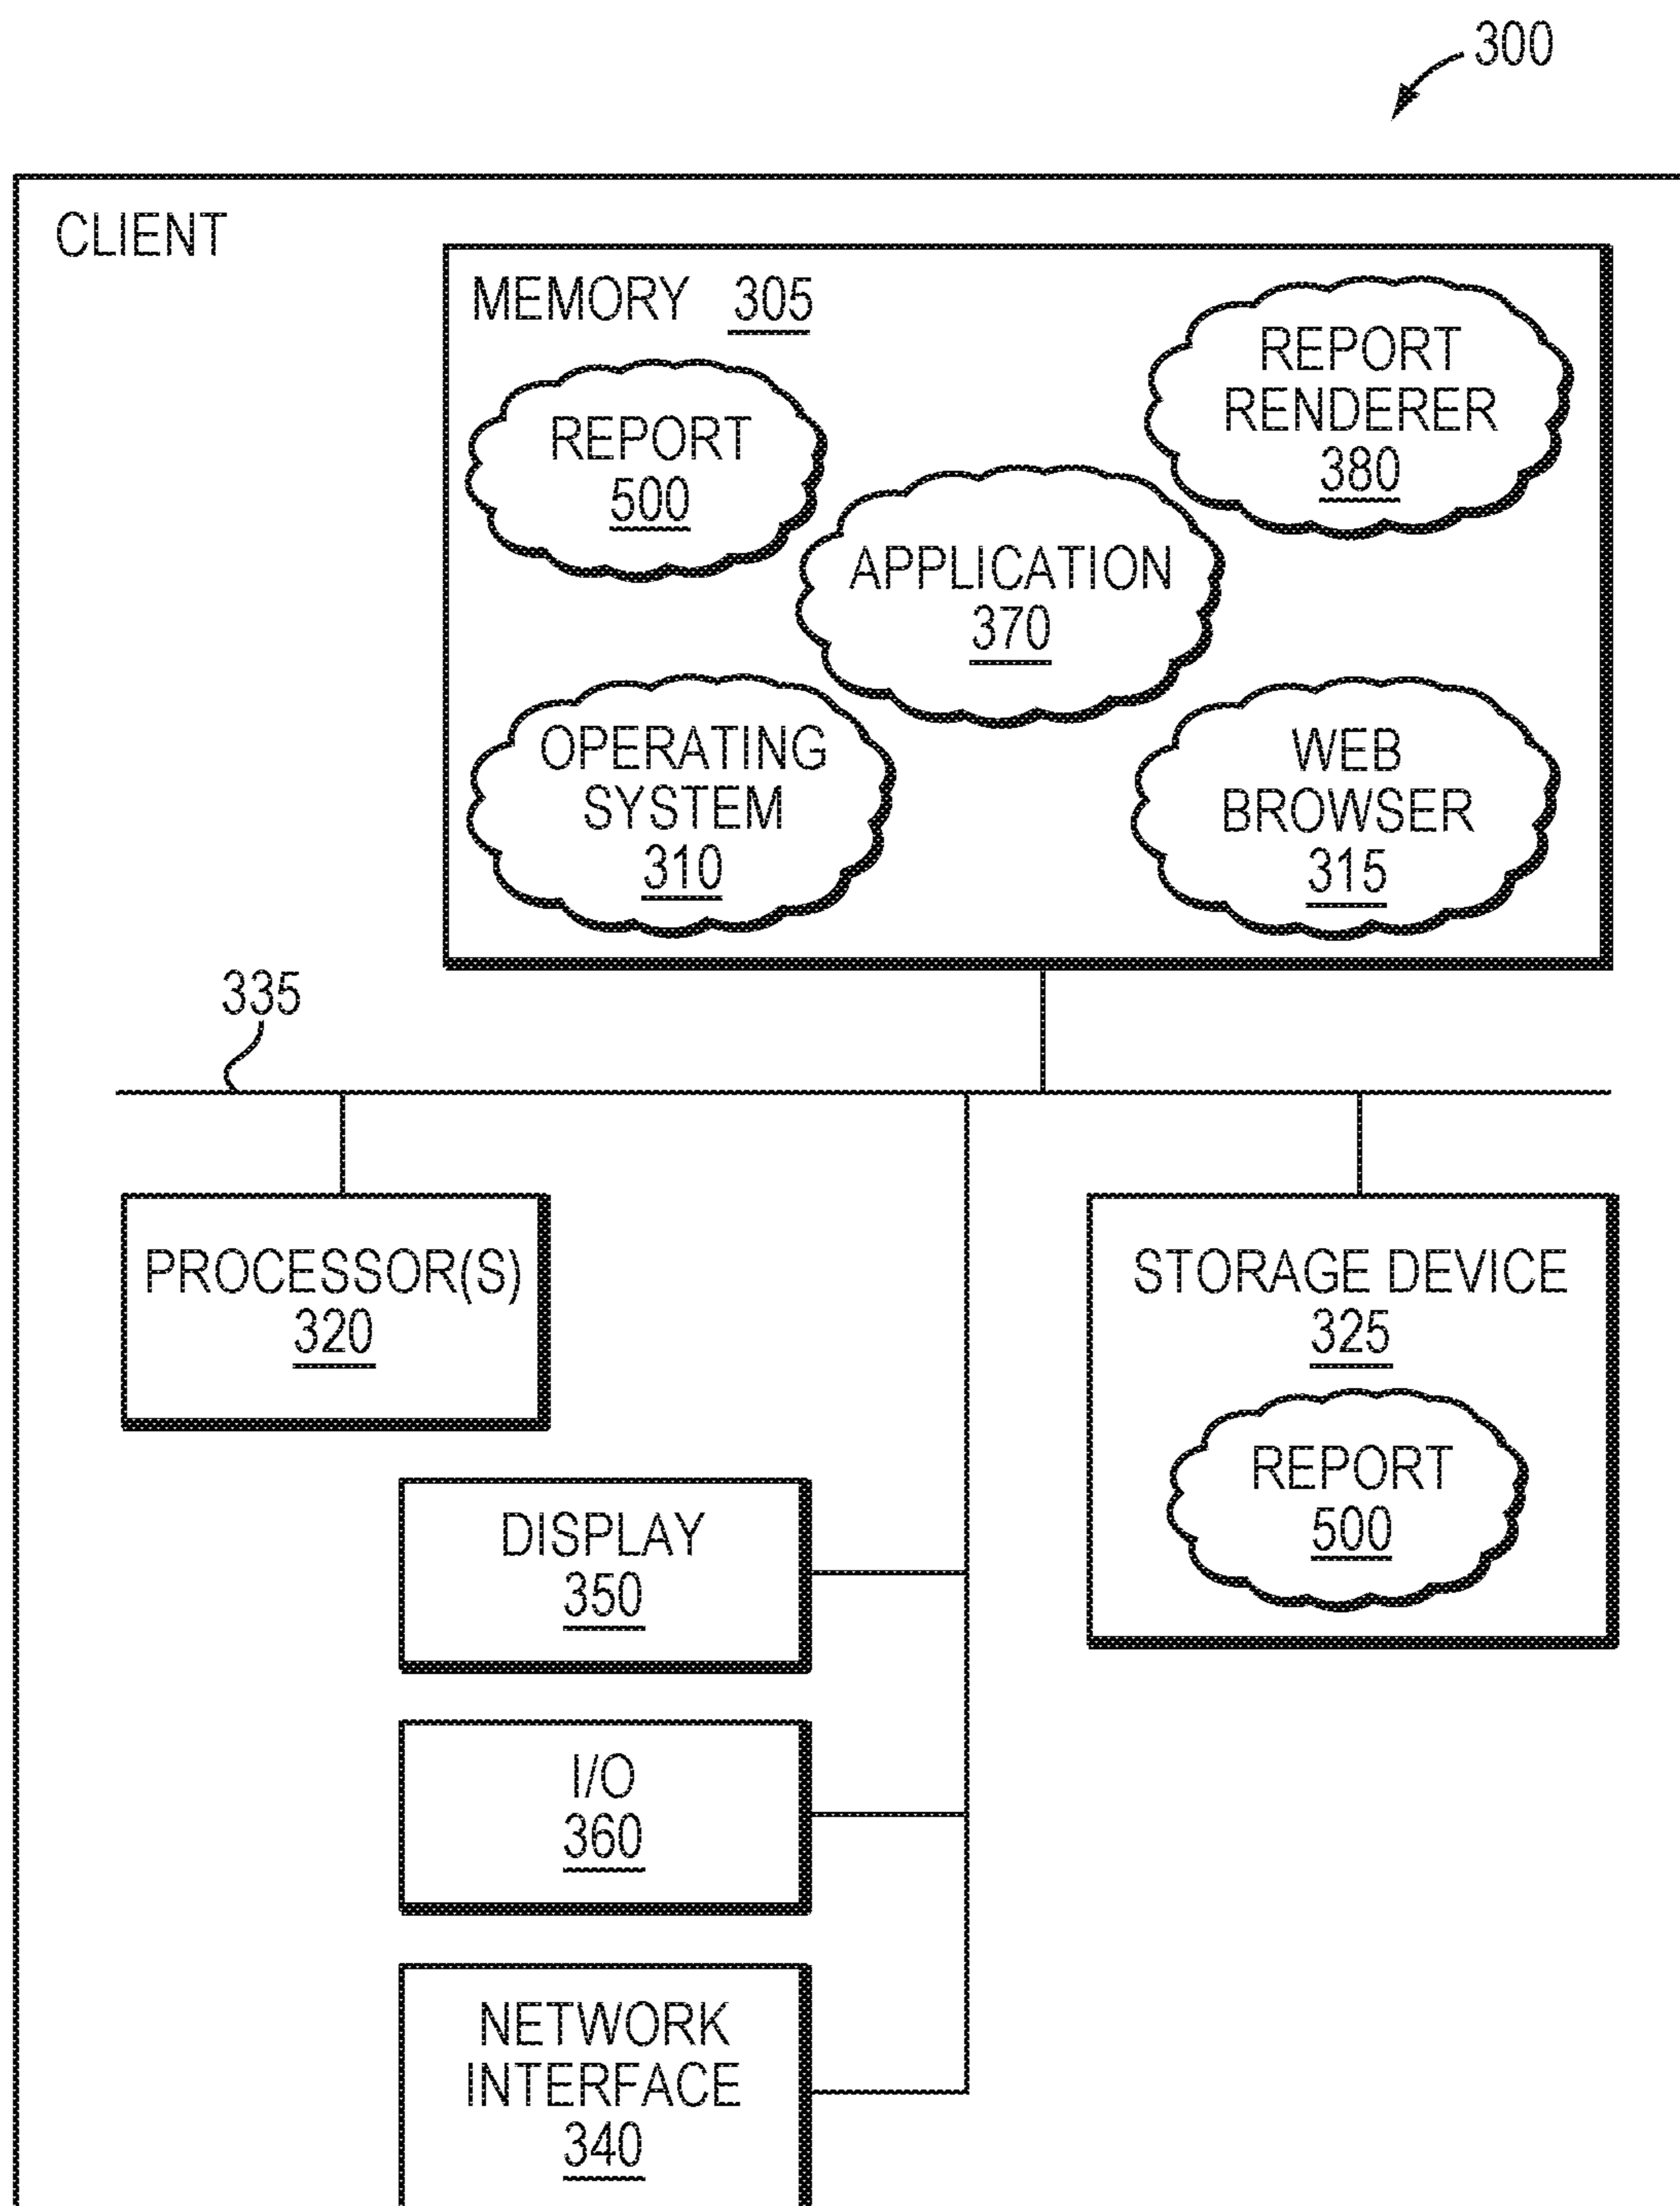 300
CLIENT
MEMORY 305
REPORT
RENDERER
380
REPORT
500
APPLICATION
370
OPERATING
SYSTEM
310
WEB
BROWSER
315
335
PROCESSOR(S)
320
STORAGE DEVICE
325
REPORT
500
DISPLAY
350
I/O
360
NETWORK
INTERFACE
340